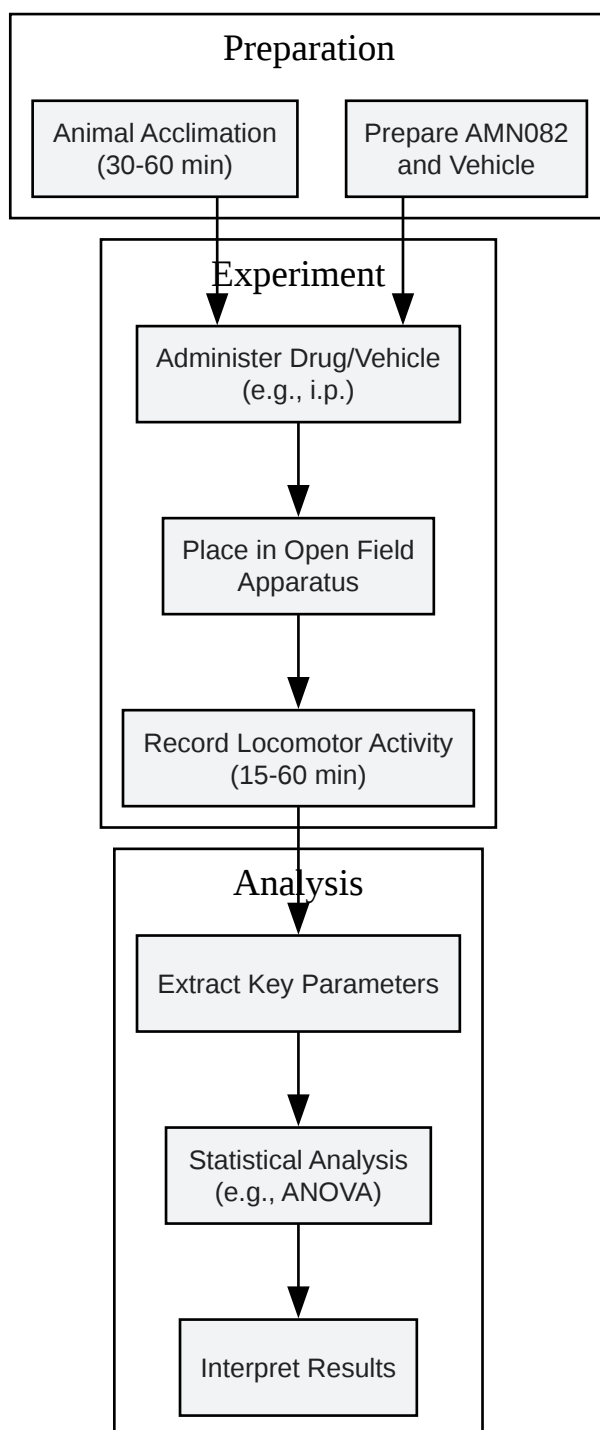 Preparation
Animal Acclimation
(30-60 min)
Prepare AMN082
and Vehicle
Experiment
Administer Drug/Vehicle
(e.g., i.p.)
Place in Open Field
Apparatus
Record Locomotor Activity
(15-60 min)
Analysis
Extract Key Parameters
Statistical Analysis
(e.g., ANOVA)
Interpret Results